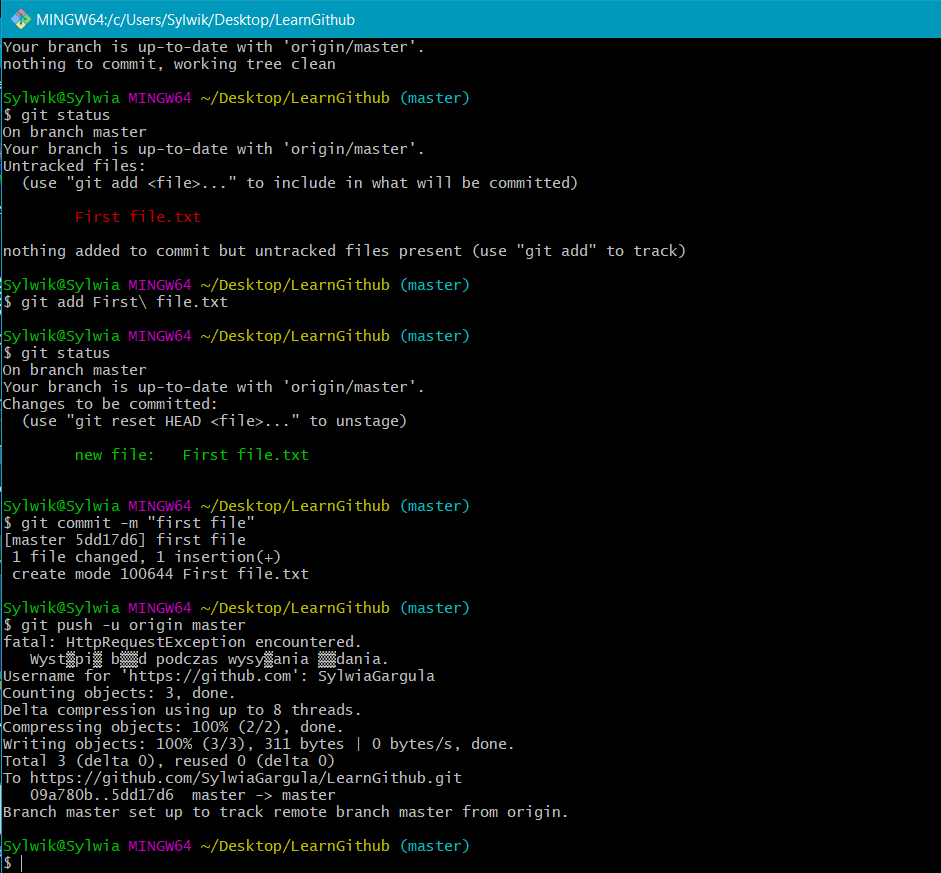 MINGW64:/c/Users/Sylwik/Desktop/LearnGithub
Your branch is up-to-date with 'origin/master'.
nothing to commit, working tree clean
Sylwik@Sylwia MINGW64 ~/Desktop/LearnGithub (master)
$ git status
On branch master
Your branch is up-to-date with 'origin/master'.
Untracked files:
(use "git add <file>..." to include in what will be committed)
First file.txt
nothing added to commit but untracked files present (use "git add" to track)
Sylwik@Sylwia MINGW64 ~/Desktop/LearnGithub (master)
$ git add First\ file.txt
Sylwik@Sylwia MINGW64 ~/Desktop/LearnGithub (master)
$ git status
On branch master
Your branch is up-to-date with 'origin/master'.
Changes to be committed:
(use "git reset HEAD <file>..." to unstage)
new file:   First file.txt
Sylwik@Sylwia MINGW64 ~/Desktop/LearnGithub (master)
$ git commit -m "first file"
[master 5dd17d6] first file
1 file changed, 1 insertion(+)
create mode 100644 First file.txt
Sylwik@Sylwia MINGW64 ~/Desktop/LearnGithub (master)
$ git push -u origin master
fatal: HttpRequestException encountered.
Wyst▒pi▒ b▒▒d podczas wysy▒ania ▒▒dania.
Username for 'https://github.com': SylwiaGargula
Counting objects: 3, done.
Delta compression using up to 8 threads.
Compressing objects: 100% (2/2), done.
Writing objects: 100% (3/3), 311 bytes | 0 bytes/s, done.
Total 3 (delta 0), reused 0 (delta 0)
To https://github.com/SylwiaGargula/LearnGithub.git
09a780b..5dd17d6  master -> master
Branch master set up to track remote branch master from origin.
Sylwik@Sylwia MINGW64 ~/Desktop/LearnGithub (master)
$